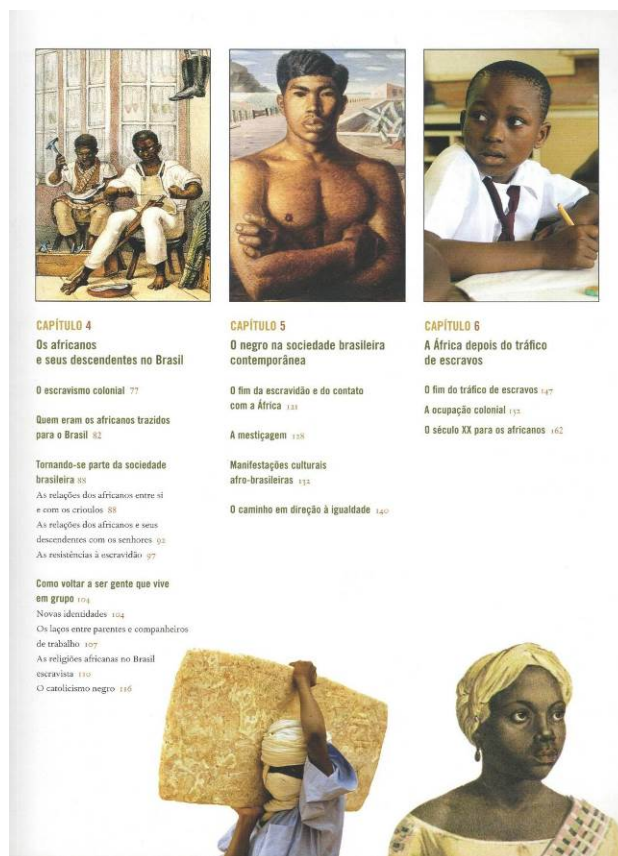 CAPÍTULO 4
Os africanos
e seus descendentes no Brasil
O escravismo colonial 77
Quem eram os africanos trazidos
para o Brasil 82
Tornando-se parte da sociedade
brasileira 88
As relações dos africanos entre si
e com os crioulos 88
As relações dos africanos e seus
descendentes com os senhores 92
As resistências à escravidão 97
Como voltar a ser gente que vive
em grupo 104
Novas identidades 104
Os laços entre parentes e companheiros
de trabalho 107
As religiões africanas no Brasil
escravista 110
O catolicismo negro 116
CAPÍTULO 5
O negro na sociedade brasileira
contemporânea
O fim da escravidão e do contato
com a África 121
A mestiçagem 128
Manifestações culturais
afro-brasileiras 132
O caminho em direção à igualdade 140
CAPÍTULO 6
A África depois do tráfico
de escravos
O fim do tráfico de escravos 147
A ocupação colonial 152
O século XX para os africanos 162